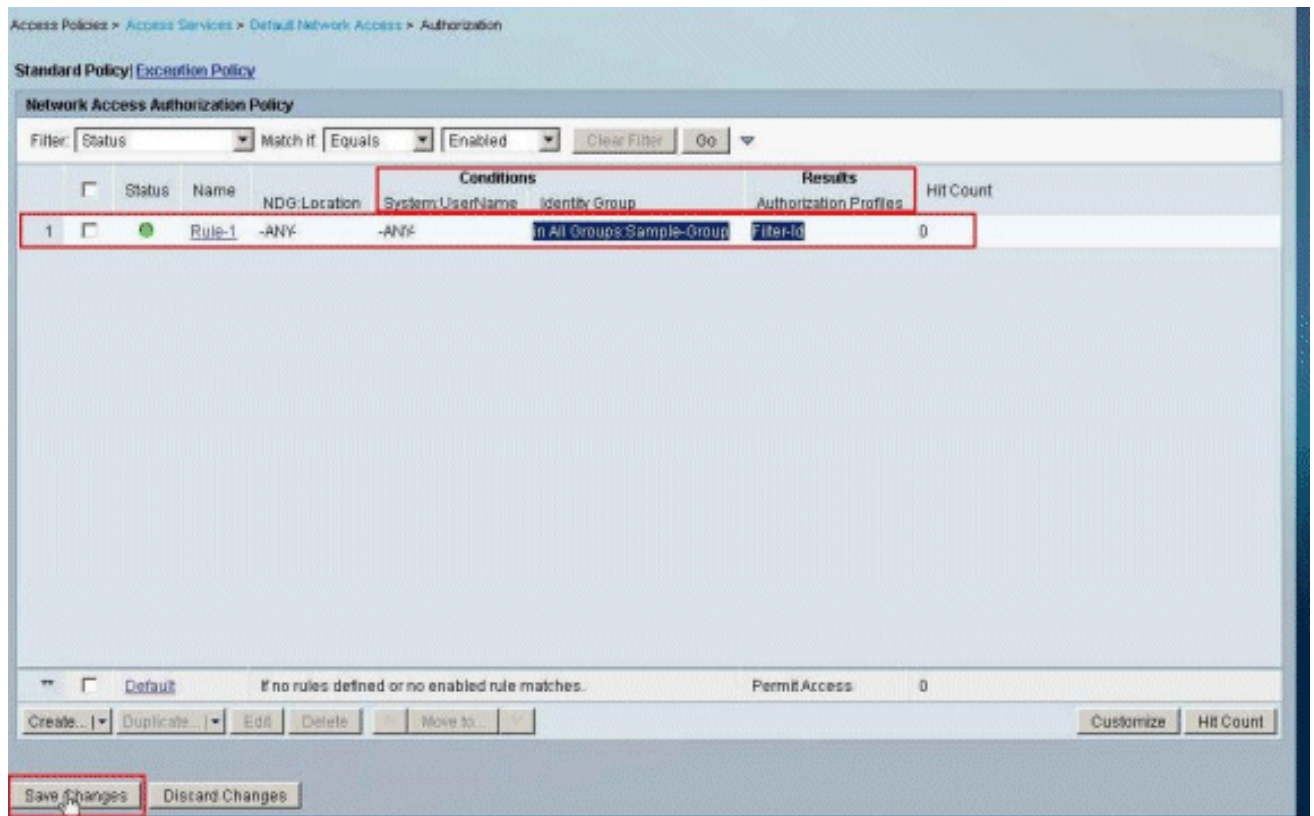 Access Policies > Access Services > Default Network Access > Authorization
Standard Policy| Exception Policy
Network Access Authorization Policy
Filter: Status Match if: Equals Enabled Clear Filter Go
Conditions Results
Status Name NDG:Location System:UserName Identity Group Authorization Profiles Hit Count
1 Rule-1 -ANY- -ANY- in All Groups:Sample-Group Filter-Id 0
** Default If no rules defined or no enabled rule matches. Permit Access 0
Create... Duplicate... Edit Delete Move to... Customize Hit Count
Save Changes Discard Changes